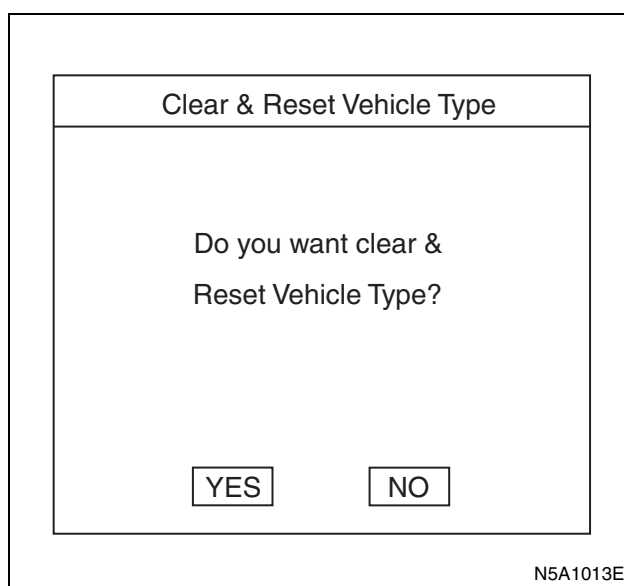 Clear & Reset Vehicle Type
Do you want clear &
Reset Vehicle Type?
YES NO
N5A1013E